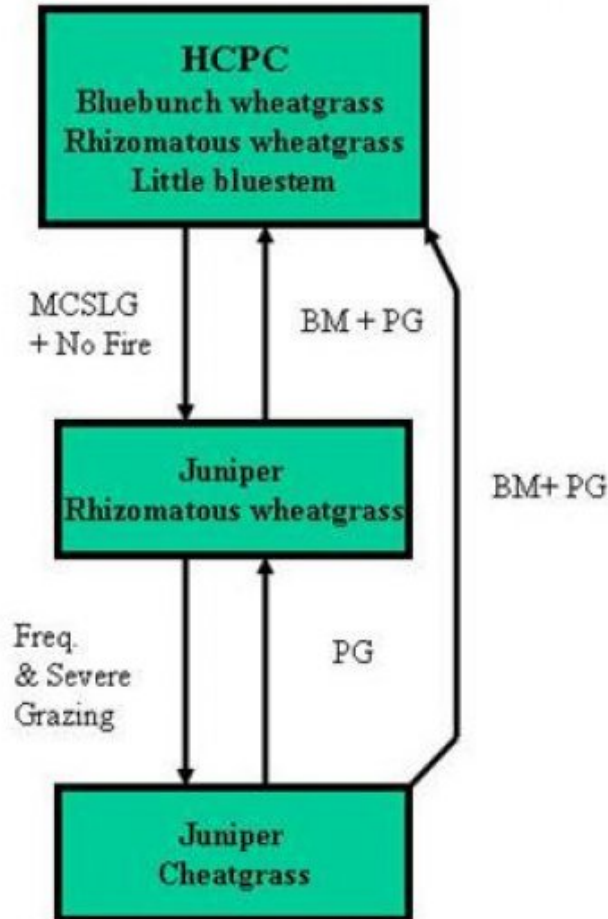 HCPC
Bluebunch wheatgrass
Rhizomatous wheatgrass
Little bluestem
MCSLG
+ No Fire
BM + PG
Juniper
Rhizomatous wheatgrass
BM+ PG
Freq.
& Severe
Grazing
PG
Juniper
Cheatgrass